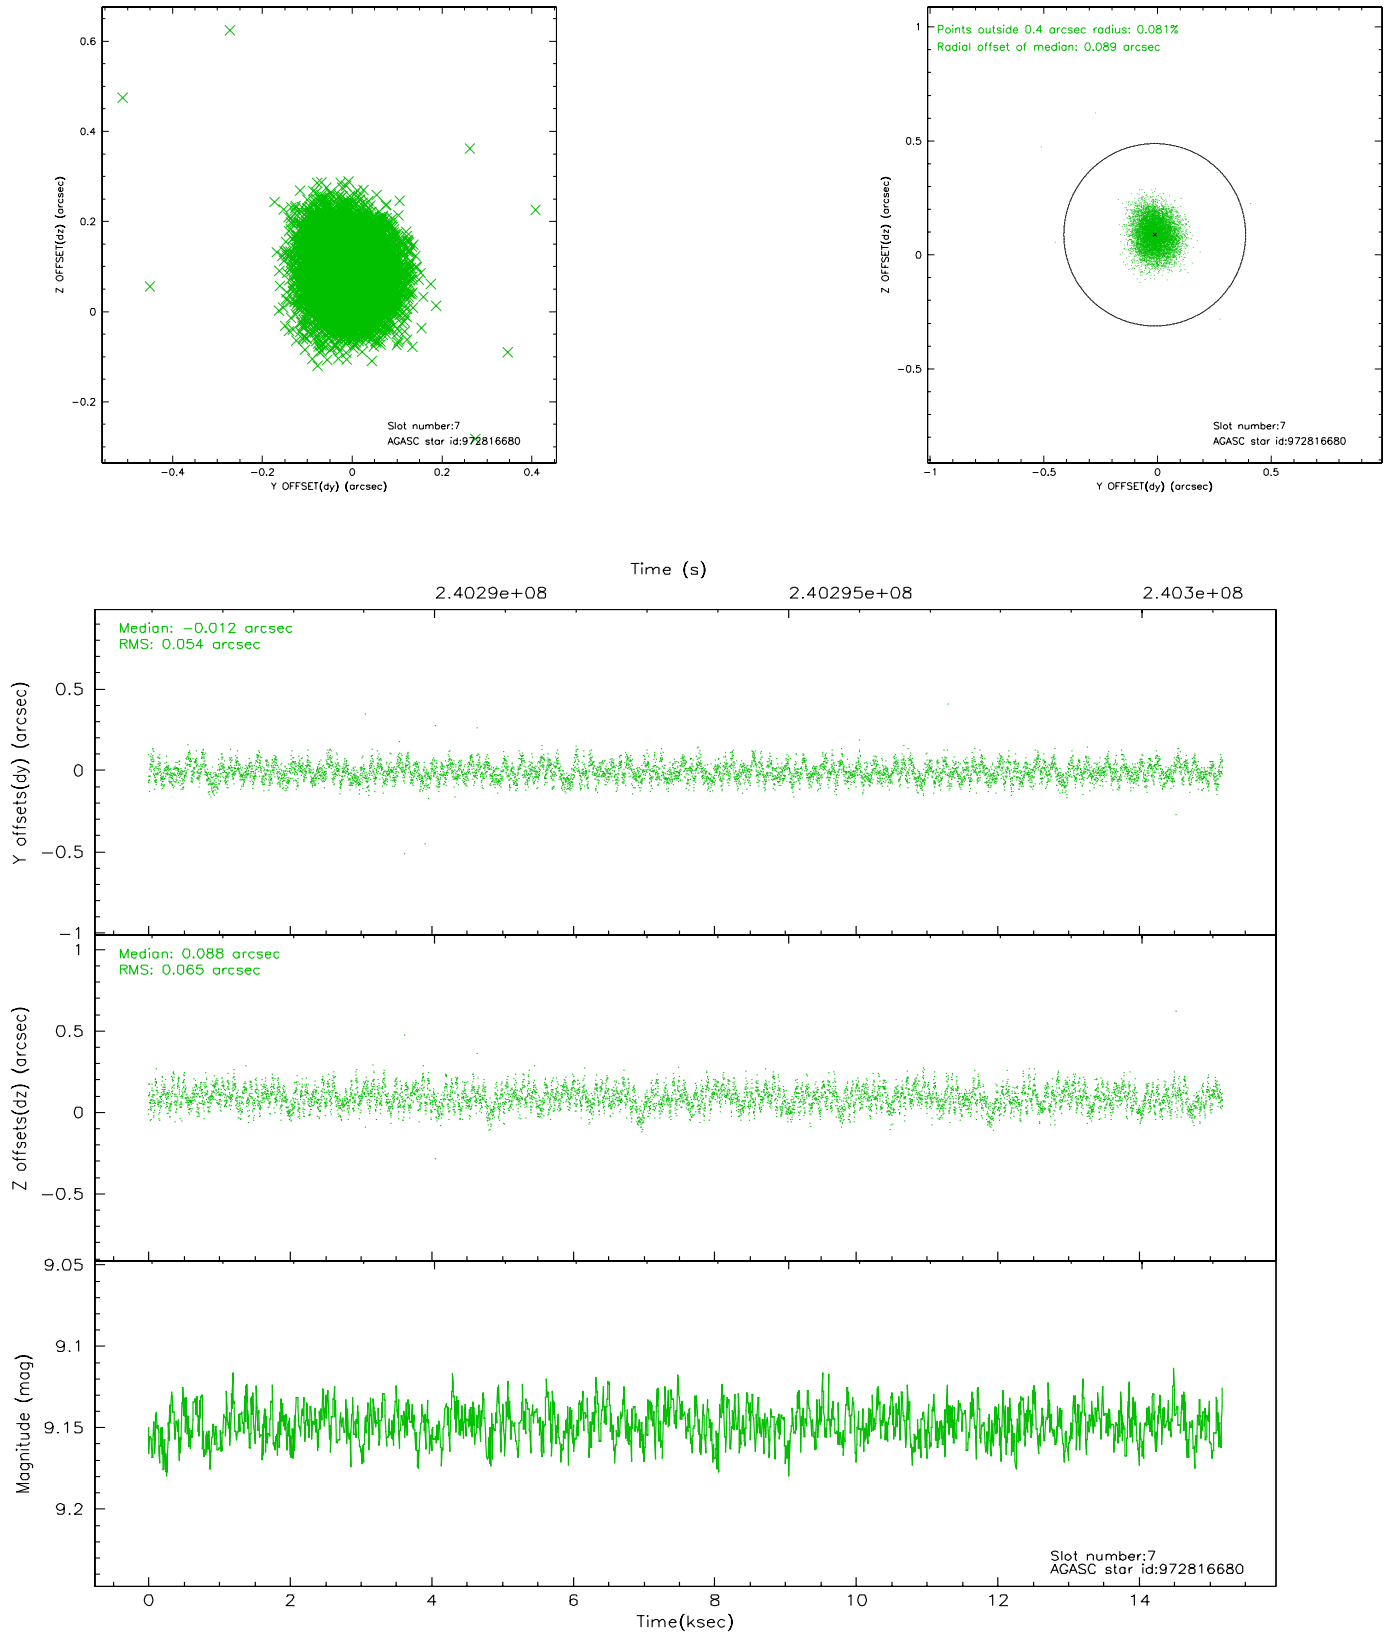 0.6
0.4
0.2
0
−0.2
Z OFFSET(dz) (arcsec)
Slot number:7
AGASC star id:972816680
−0.4 −0.2 0 0.2 0.4
Y OFFSET(dy) (arcsec)
Points outside 0.4 arcsec radius: 0.081%
Radial offset of median: 0.089 arcsec
1
0.5
0
−0.5
Z OFFSET(dz) (arcsec)
Slot number:7
AGASC star id:972816680
−1 −0.5 0 0.5
Y OFFSET(dy) (arcsec)
Time (s)
2.4029e+08 2.40295e+08 2.403e+08
Median: −0.012 arcsec
RMS: 0.054 arcsec
0.5
0
−0.5
−1
Y offsets(dy) (arcsec)
Median: 0.088 arcsec
RMS: 0.065 arcsec
1
0.5
0
−0.5
Z offsets(dz) (arcsec)
9.05
9.1
9.15
9.2
Magnitude (mag)
Slot number:7
AGASC star id:972816680
0 2 4 6 8 10 12 14
Time(ksec)